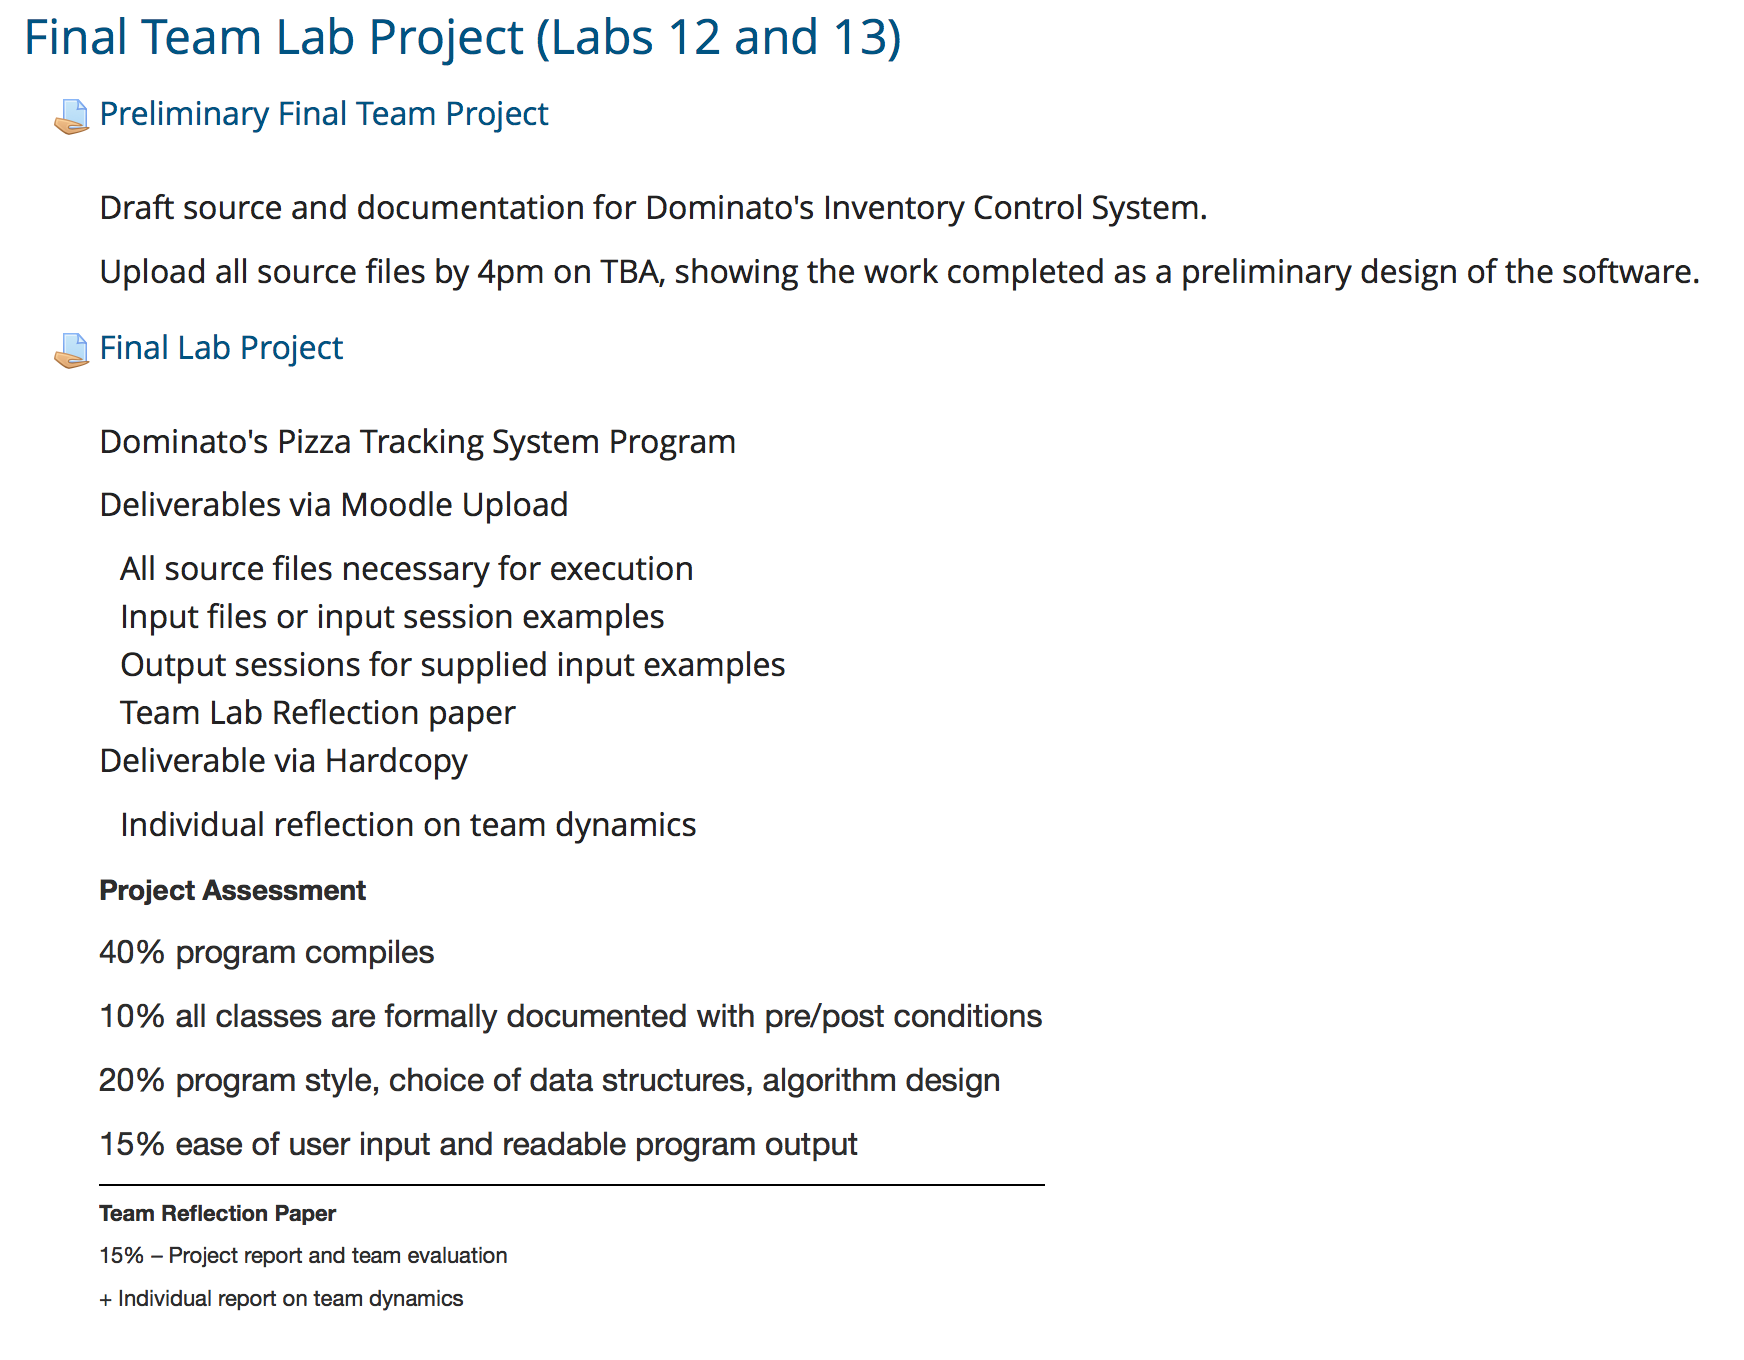 Final Team Lab Project (Labs 12 and 13)
Preliminary Final Team Project
Draft source and documentation for Dominato's Inventory Control System.
Upload all source files by 4pm on TBA, showing the work completed as a preliminary design of the software.
Final Lab Project
Dominato's Pizza Tracking System Program
Deliverables via Moodle Upload
All source files necessary for execution
Input files or input session examples
Output sessions for supplied input examples
Team Lab Reflection paper
Deliverable via Hardcopy
Individual reflection on team dynamics
Project Assessment
40% program compiles
10% all classes are formally documented with pre/post conditions
20% program style, choice of data structures, algorithm design
15% ease of user input and readable program output
Team Reflection Paper
15% – Project report and team evaluation
+ Individual report on team dynamics